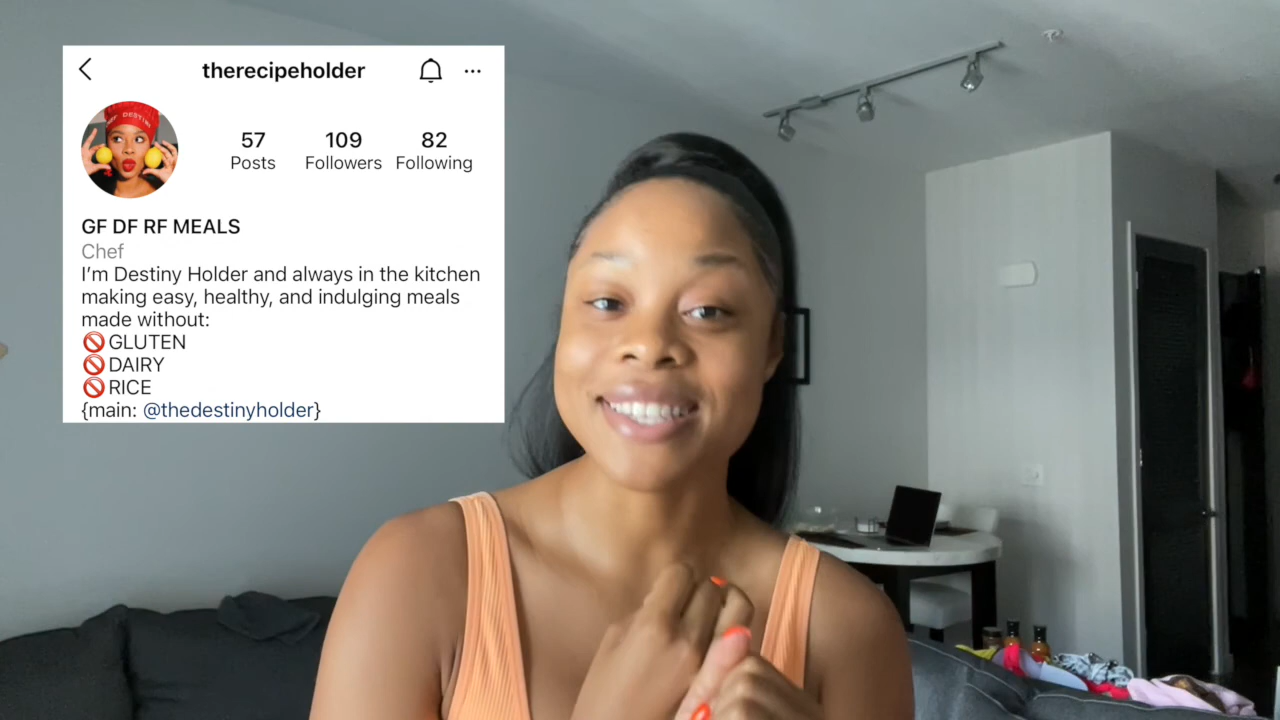 therecipeholder
57 109 82
Posts Followers Following
GF DF RF MEALS
Chef
I'm Destiny Holder and always in the kitchen
making easy, healthy, and indulging meals
made without:
🚫GLUTEN
🚫DAIRY
🚫RICE
{main: @thedestinyholder}